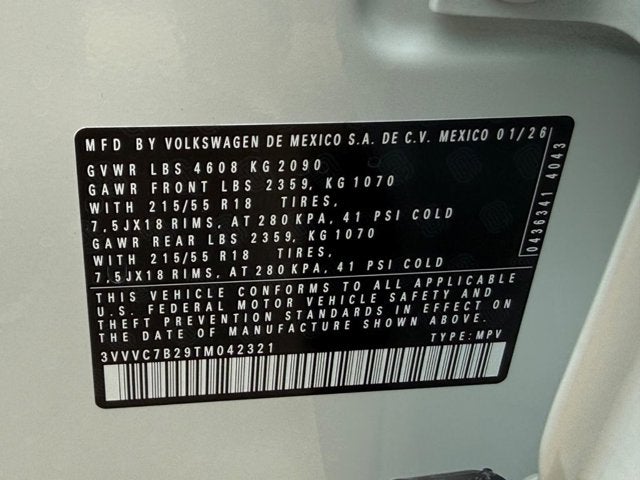 MFD BY VOLKSWAGEN DE MEXICO S.A. DE C.V. MEXICO 01/26
GVWR LBS 4608 KG 2090
GAWR FRONT LBS 2359, KG 1070
WITH 215/55 R18 TIRES,
7,5JX18 RIMS, AT 280 KPA, 41 PSI COLD
GAWR REAR LBS 2359, KG 1070
WITH 215/55 R18 TIRES,
7,5JX18 RIMS, AT 280 KPA, 41 PSI COLD
THIS VEHICLE CONFORMS TO ALL APPLICABLE
U.S. FEDERAL MOTOR VEHICLE SAFETY AND
THEFT PREVENTION STANDARDS IN EFFECT ON
THE DATE OF MANUFACTURE SHOWN ABOVE.
3VVVC7B29TM042321 TYPE: MPV
0436341 4043